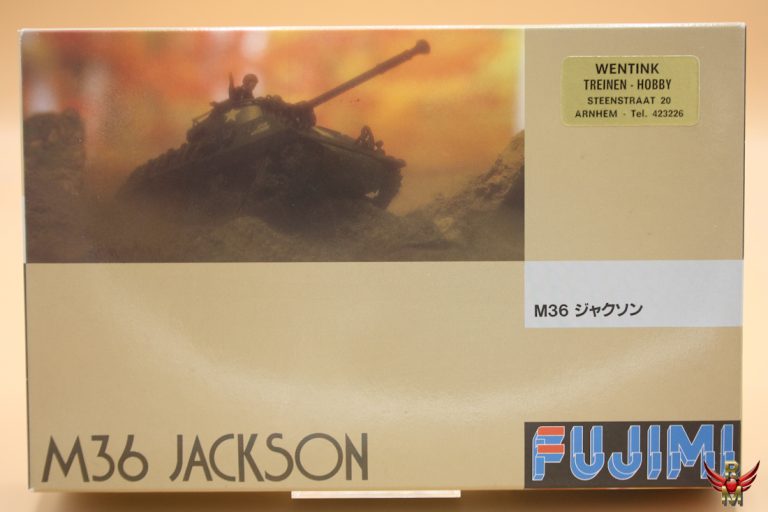 WENTINK
TREINEN - HOBBY
STEENSTRAAT 20
ARNHEM - Tel. 423226
M36 ジャクソン
M36 JACKSON
FUJIMI
R
M